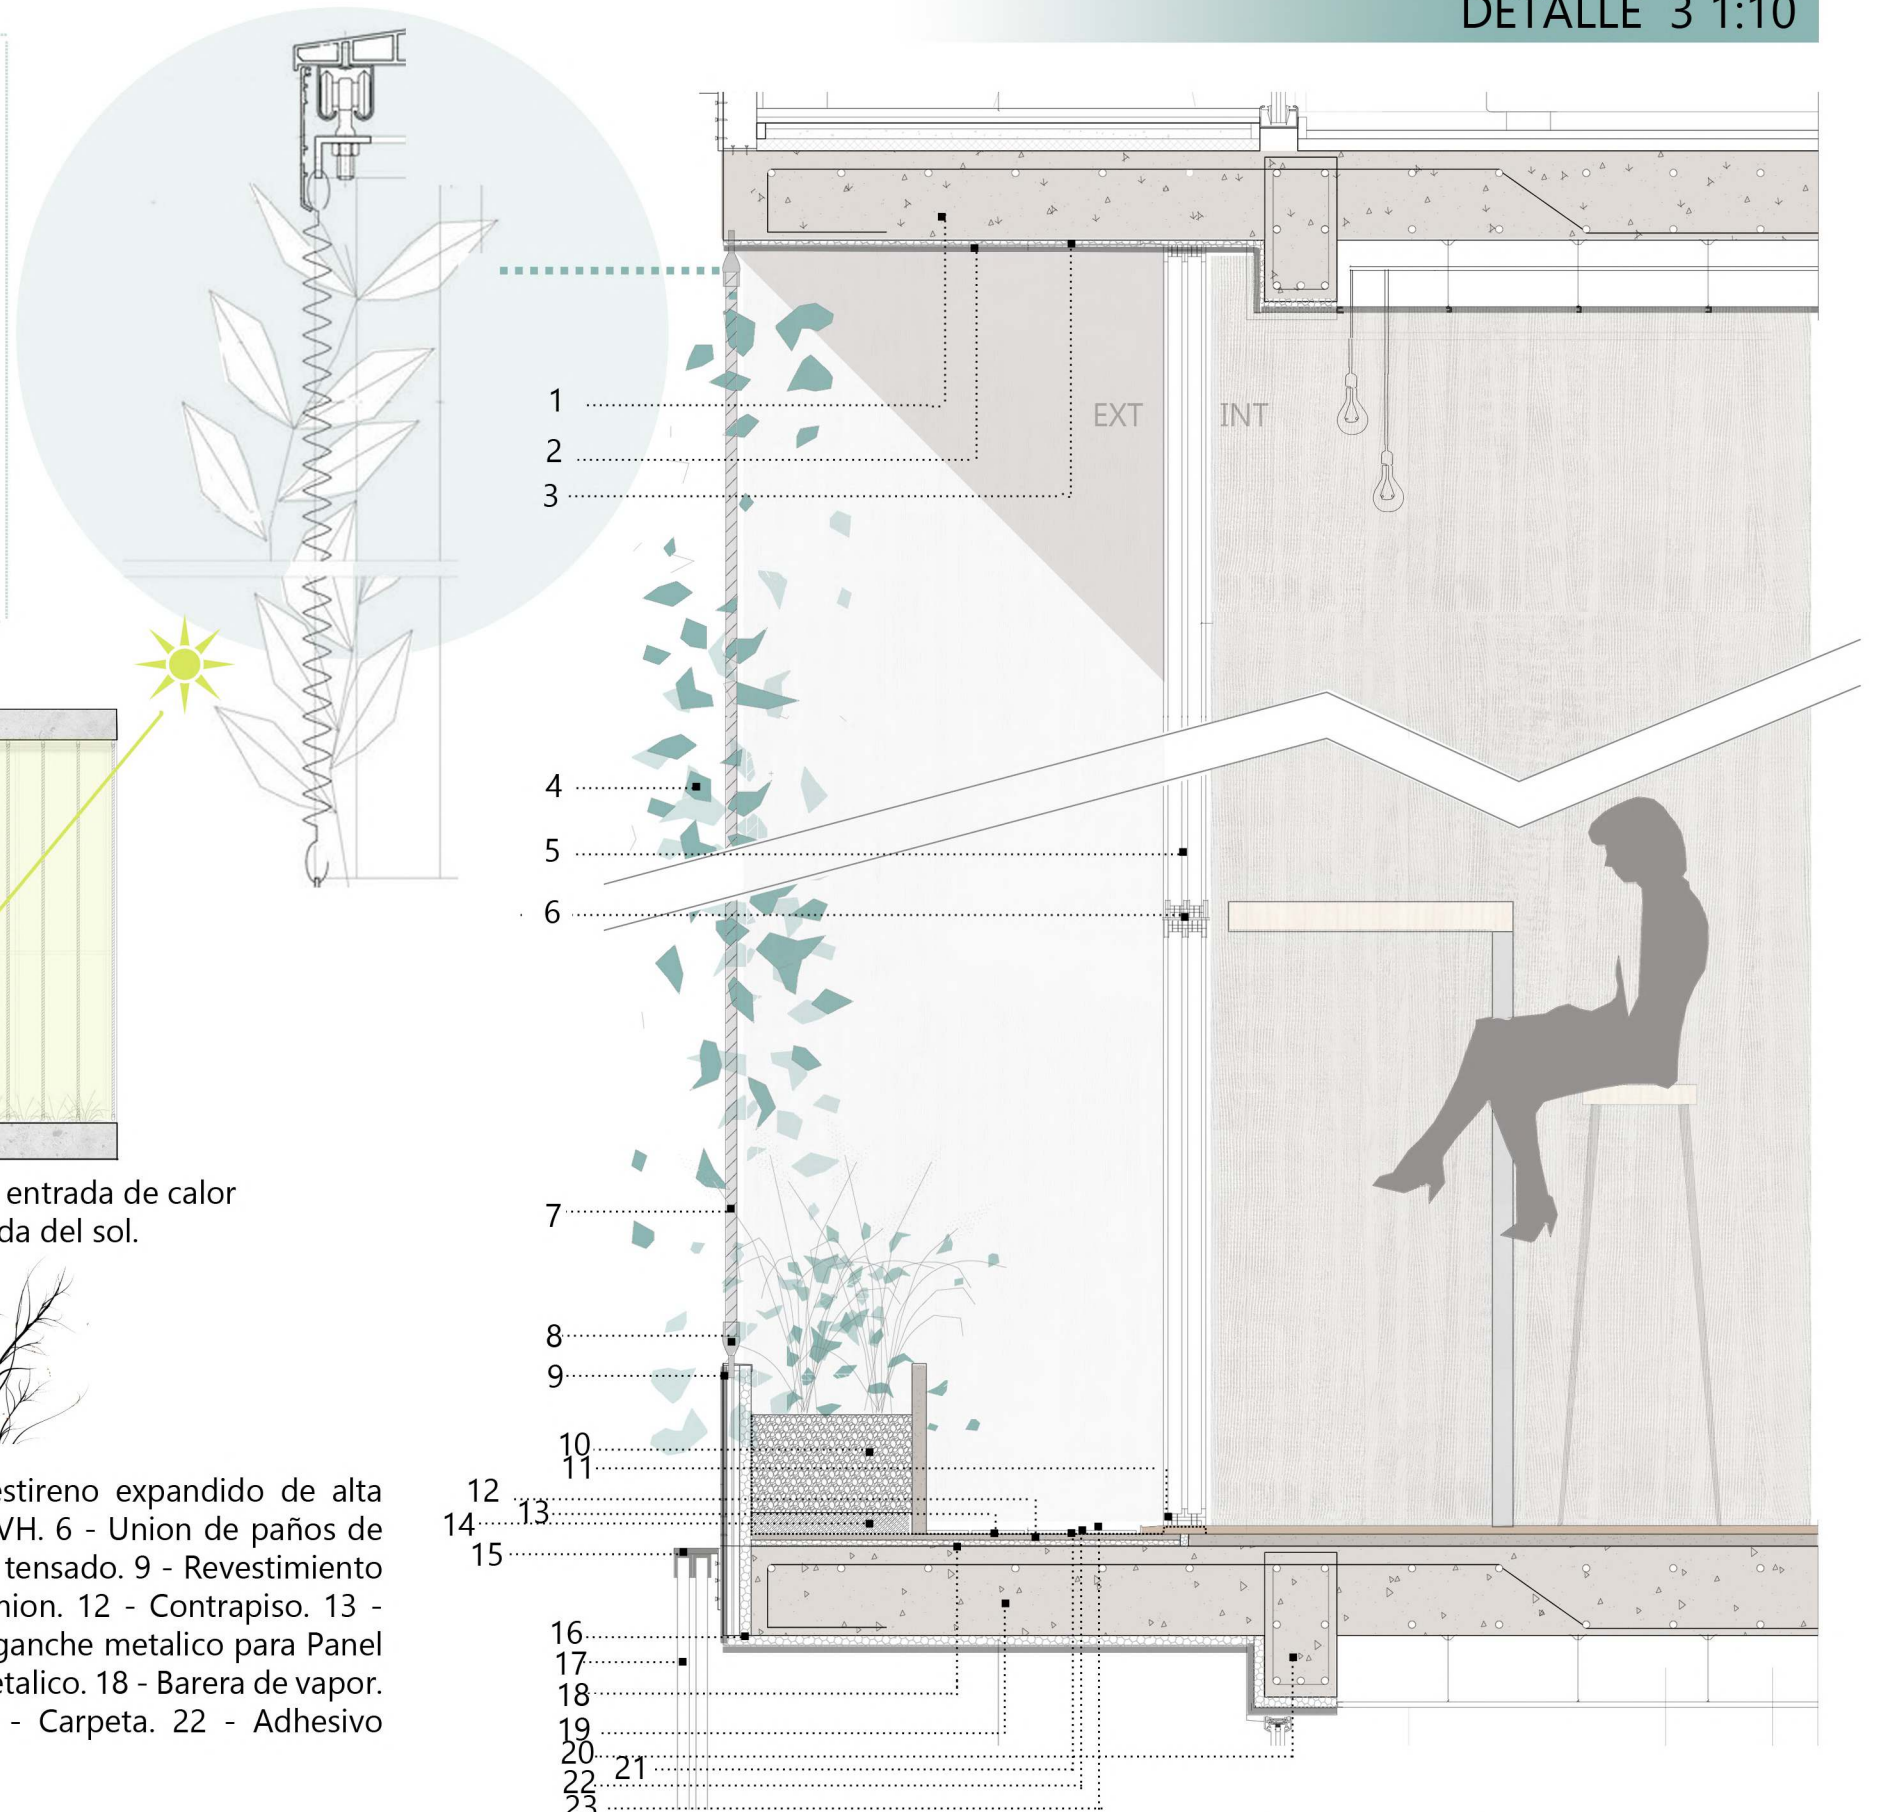 DETALLE 3 1:10
1
2
3
EXT INT
4
5
6
7
8
9
10
11
12
13
14
15
16
17
18
19
20
21
22
23
entrada de calor
da del sol.
estireno expandido de alta
VH. 6 - Union de paños de
tensado. 9 - Revestimiento
nion. 12 - Contrapiso. 13 -
ganche metalico para Panel
etalico. 18 - Barera de vapor.
- Carpeta. 22 - Adhesivo